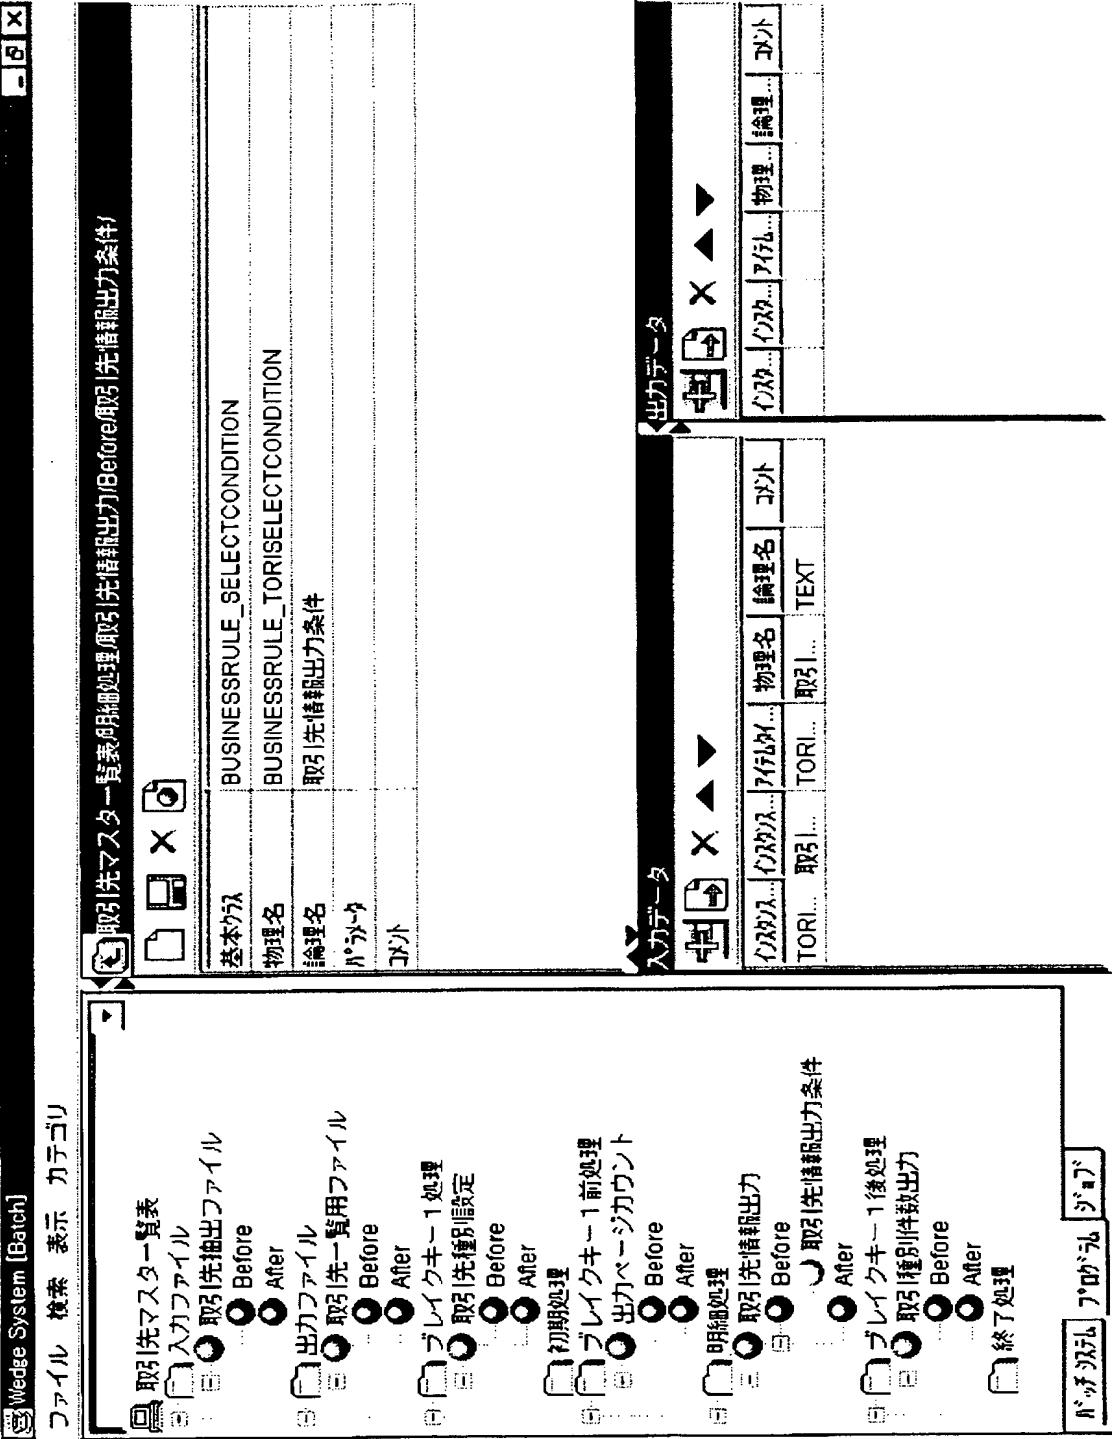 Wedge System [Batch]
ファイル 検索 表示 カテゴリ
取引先マスター一覧表
入力ファイル
取引先抽出ファイル
Before
After
出力ファイル
取引先一覧用ファイル
Before
After
ブレイクキー1処理
取引先種別設定
Before
After
初期処理
ブレイクキー1前処理
出力ページカウント
Before
After
明細処理
取引先情報出力
Before
取引先情報出力条件
After
ブレイクキー1後処理
取引種別件数出力
Before
After
終了処理
バッチシステム プログラム ジョブ
取引先マスター一覧表/明細処理/取引先情報出力/Before/取引先情報出力条件/
基本クラス BUSINESSRULE_SELECTCONDITION
物理名 BUSINESSRULE_TORISELECTCONDITION
論理名 取引先情報出力条件
パラメータ
コメント
入力データ
インスタンス... インスタンス... アイテムタイ... 物理名 論理名 コメント
TORI... 取引... TORI... 取引... TEXT
出力データ
インスタ... インスタ... アイテム... 物理... 論理... コメント